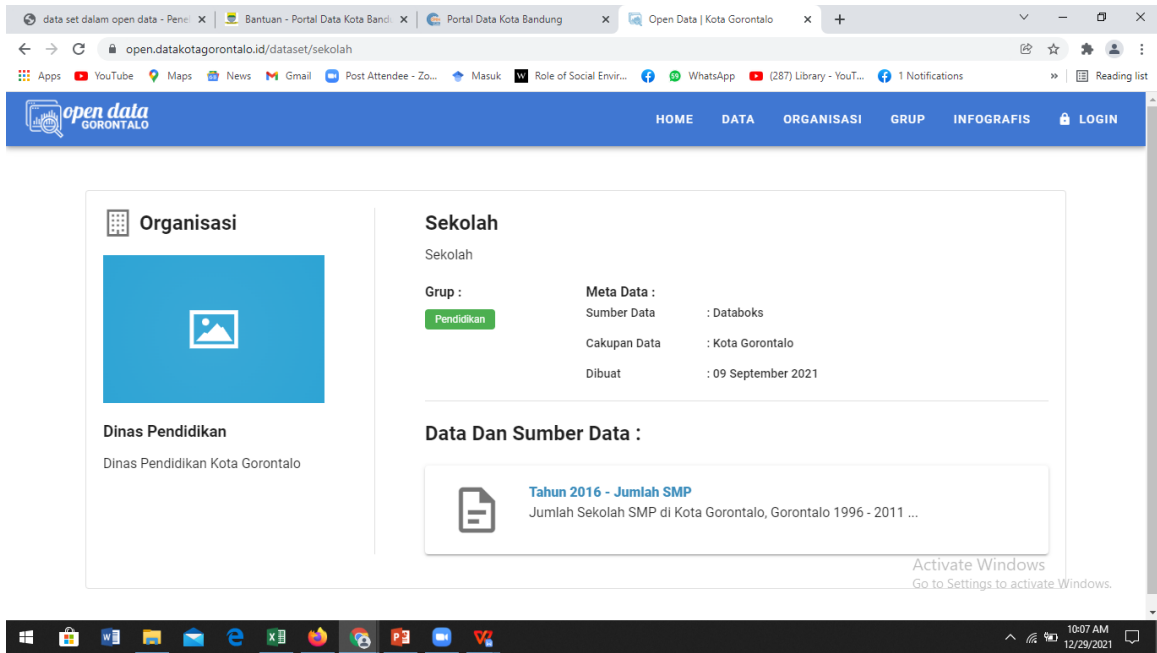 data set dalam open data - Pene
Bantuan - Portal Data Kota Band
Portal Data Kota Bandung
Open Data | Kota Gorontalo
open.datakotagorontalo.id/dataset/sekolah
Apps YouTube Maps News Gmail Post Attendee - Zo... Masuk Role of Social Envir... WhatsApp (287) Library - YouT... 1 Notifications » Reading list
open data
GORONTALO
HOME DATA ORGANISASI GRUP INFOGRAFIS LOGIN
Organisasi
Dinas Pendidikan
Dinas Pendidikan Kota Gorontalo
Sekolah
Sekolah
Grup :
Pendidikan
Meta Data :
Sumber Data : Databoks
Cakupan Data : Kota Gorontalo
Dibuat : 09 September 2021
Data Dan Sumber Data :
Tahun 2016 - Jumlah SMP
Jumlah Sekolah SMP di Kota Gorontalo, Gorontalo 1996 - 2011 ...
Activate Windows
Go to Settings to activate Windows.
10:07 AM
12/29/2021